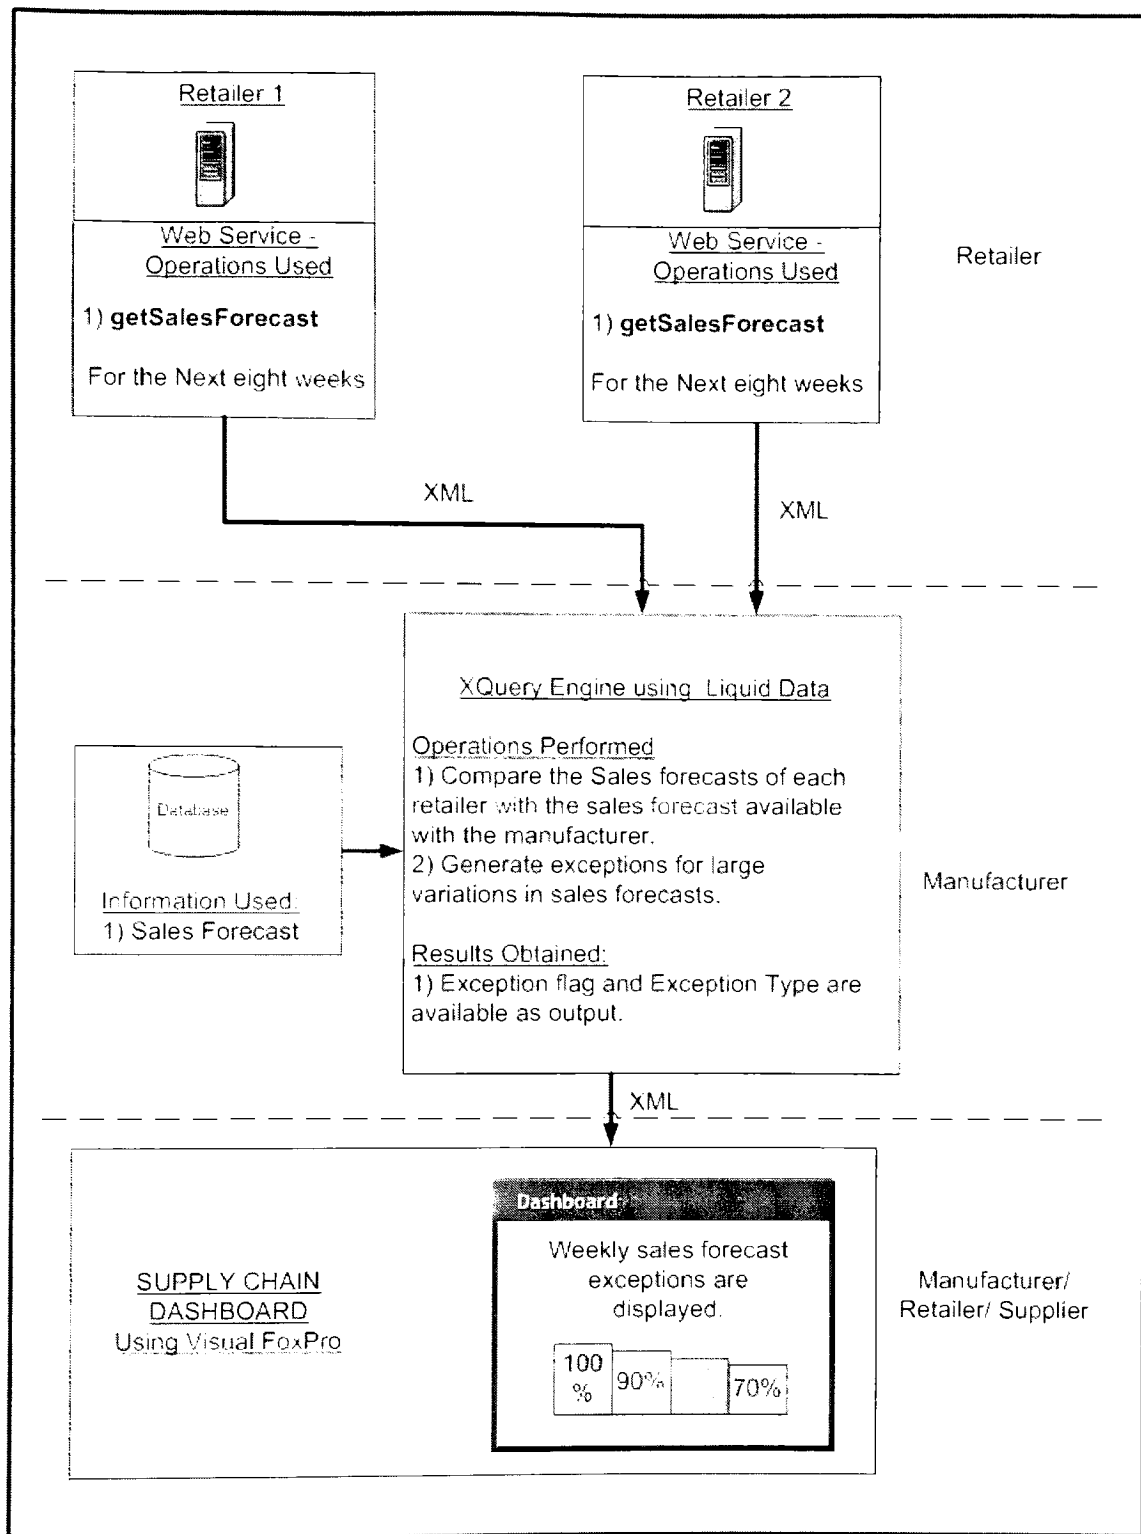 Retailer 1
Web Service -
Operations Used
1) getSalesForecast
For the Next eight weeks
Retailer 2
Web Service -
Operations Used
1) getSalesForecast
For the Next eight weeks
Retailer
XML
XML
XQuery Engine using Liquid Data
Operations Performed
1) Compare the Sales forecasts of each
retailer with the sales forecast available
with the manufacturer.
2) Generate exceptions for large
variations in sales forecasts.
Results Obtained:
1) Exception flag and Exception Type are
available as output.
Database
Information Used:
1) Sales Forecast
Manufacturer
XML
SUPPLY CHAIN
DASHBOARD
Using Visual FoxPro
Dashboard
Weekly sales forecast
exceptions are
displayed.
100
%
90%
70%
Manufacturer/
Retailer/ Supplier